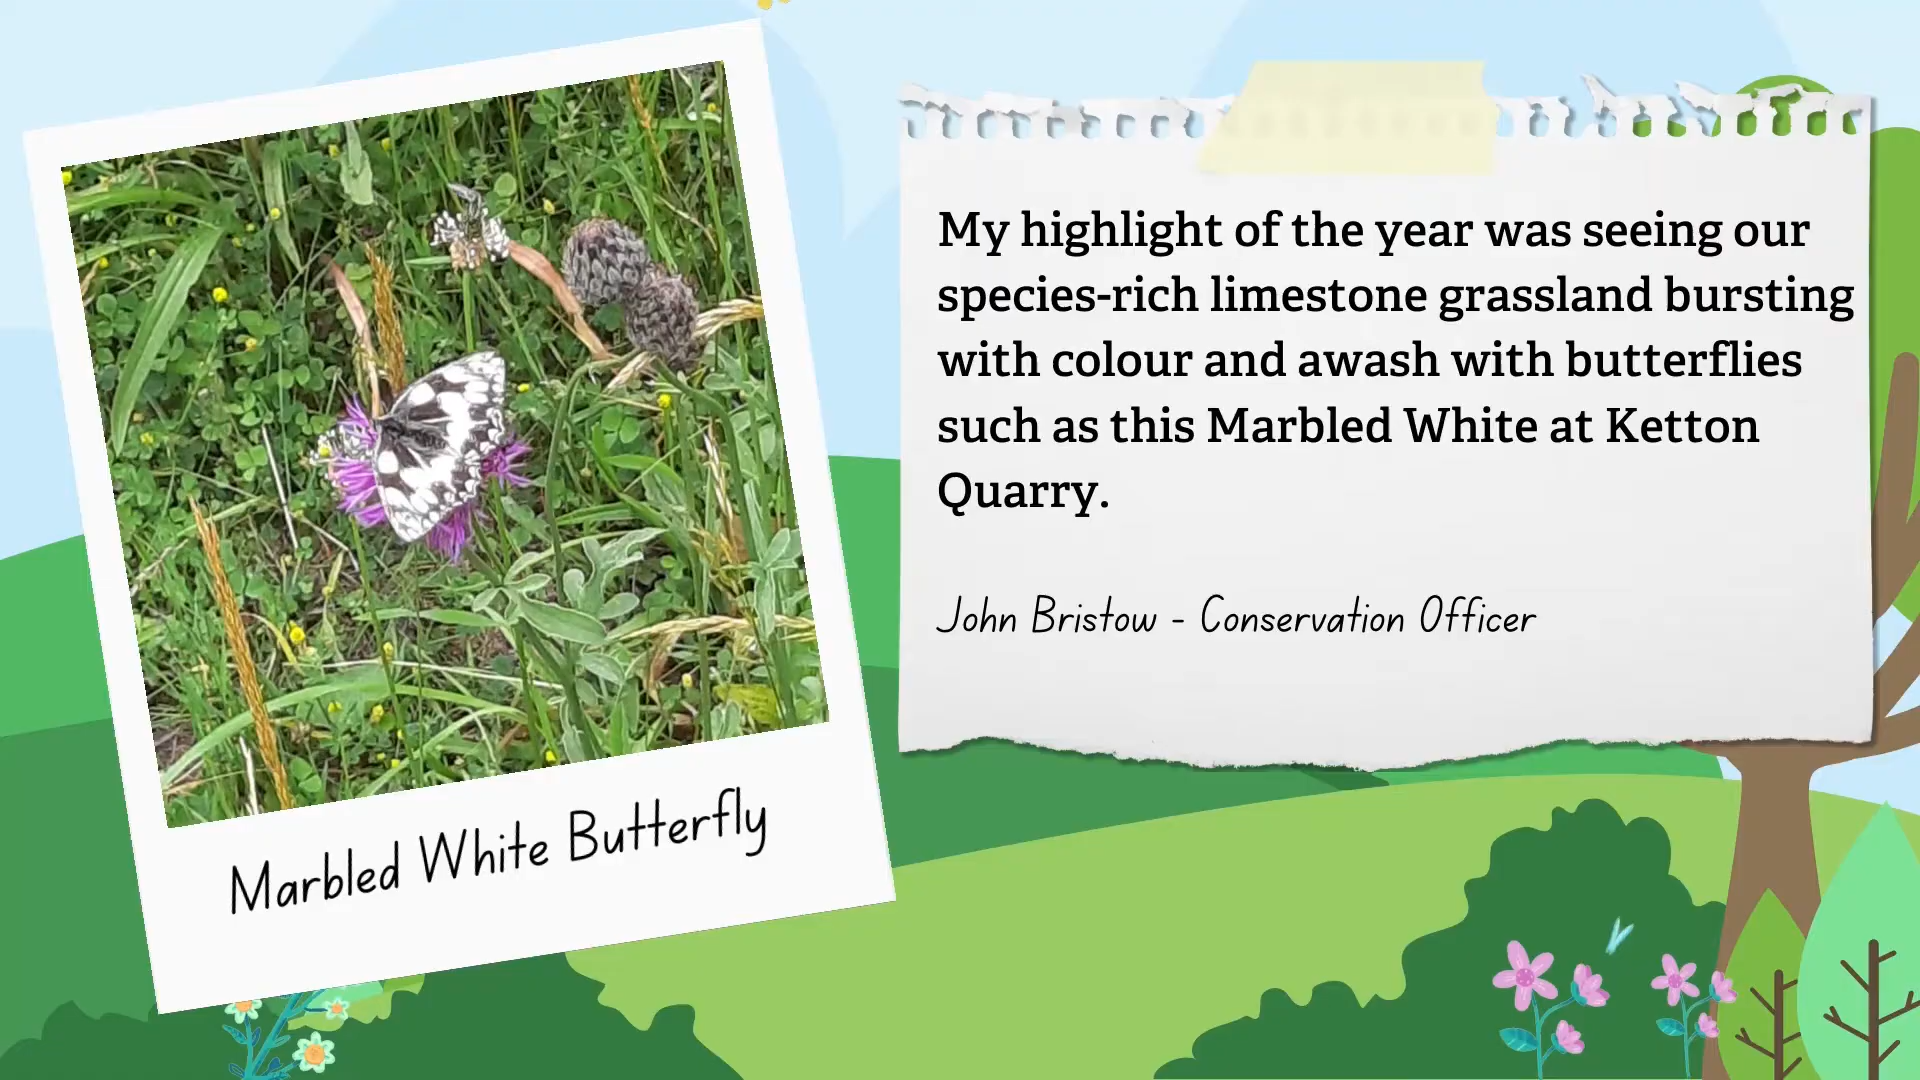 My highlight of the year was seeing our
species-rich limestone grassland bursting
with colour and awash with butterflies
such as this Marbled White at Ketton
Quarry.
John Bristow - Conservation Officer
Marbled White Butterfly